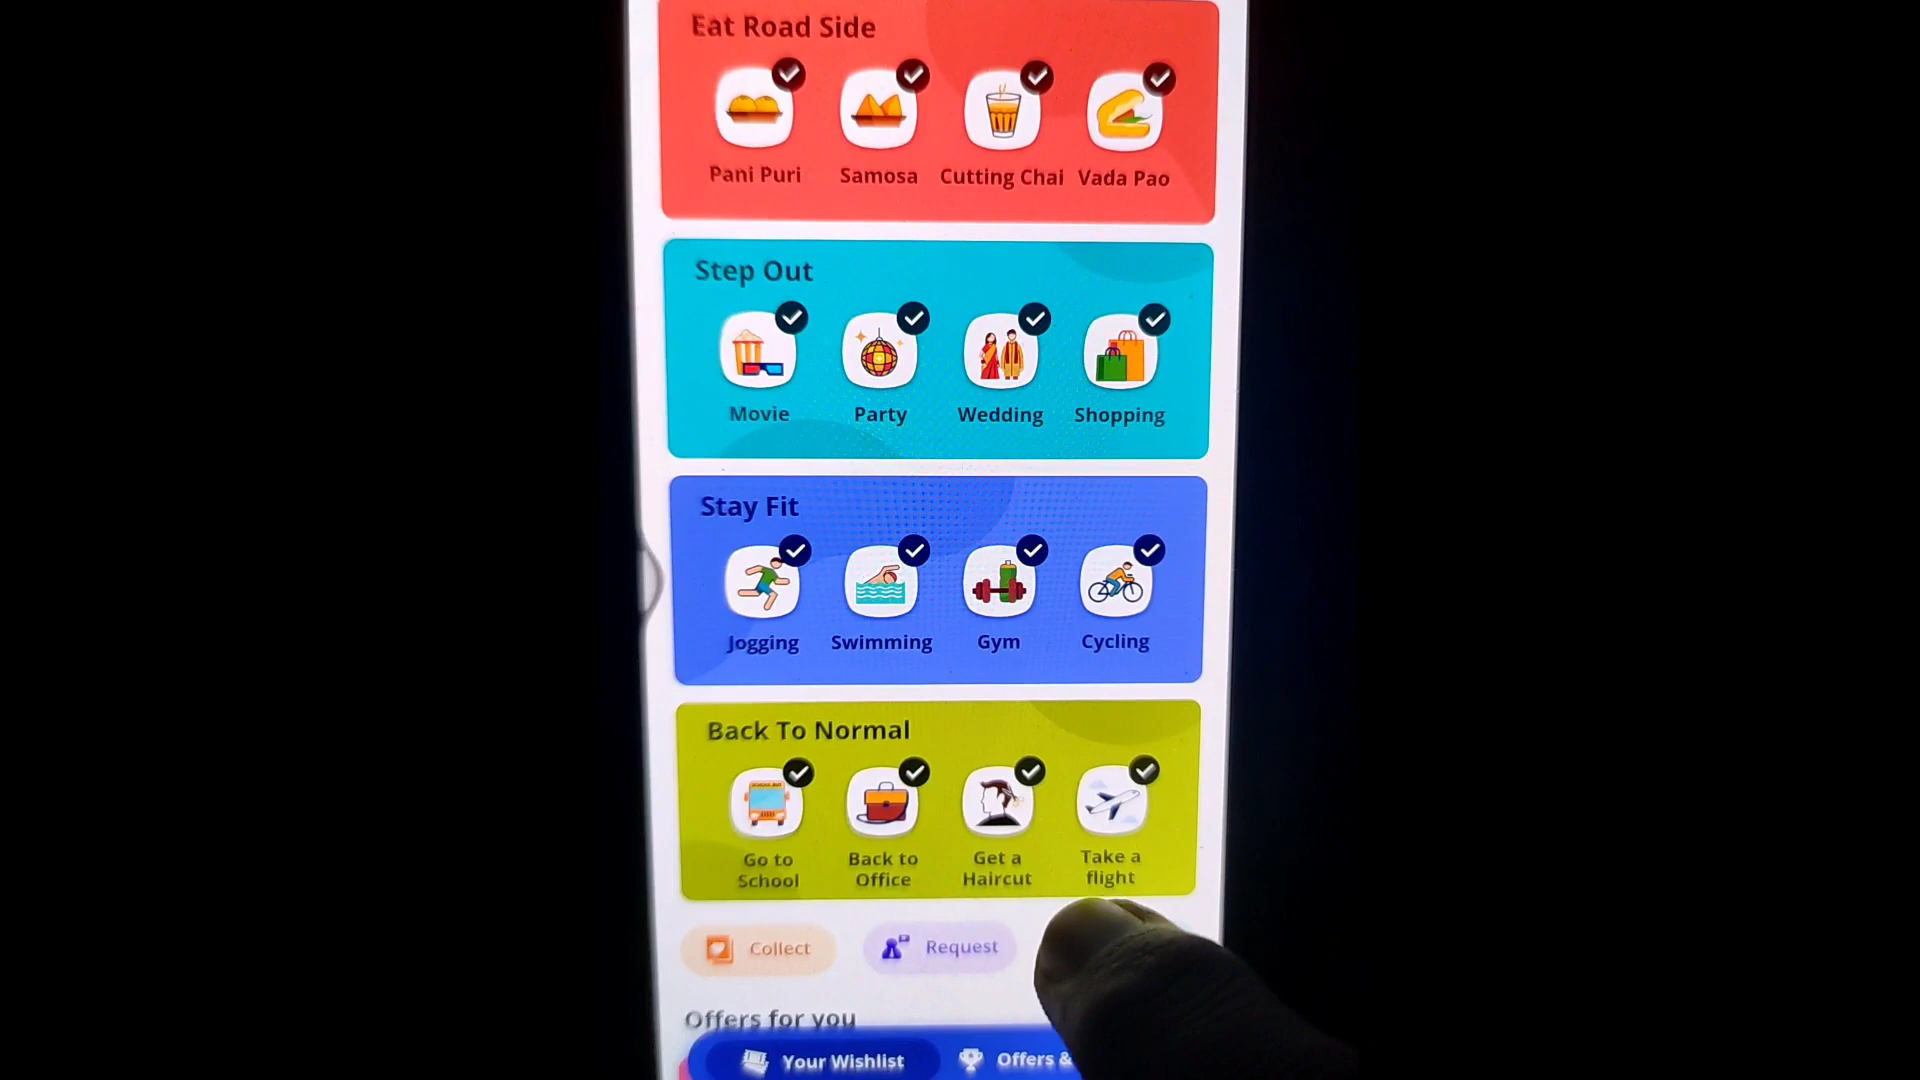 Eat Road Side
Pani Puri Samosa Cutting Chai Vada Pao
Step Out
Movie Party Wedding Shopping
Stay Fit
Jogging Swimming Gym Cycling
Back To Normal
SCHOOL BUS
Go to School
Back to Office
Get a Haircut
Take a flight
Collect Request
Offers for you
Your Wishlist Offers &